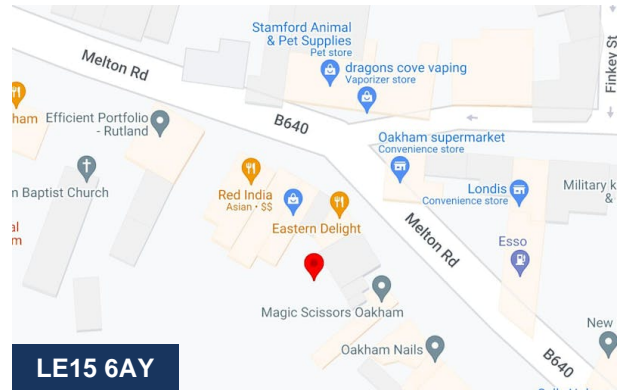 Stamford Animal
& Pet Supplies
Pet store
Melton Rd
dragons cove vaping
Vaporizer store
Finkey St
ham
Efficient Portfolio
- Rutland
B640
Oakham supermarket
Convenience store
n Baptist Church
Red India
Asian • $$
Londis
Convenience store
Military k
&
al
m
Eastern Delight
Melton Rd
Esso
Magic Scissors Oakham
New
Oakham Nails
B640
LE15 6AY